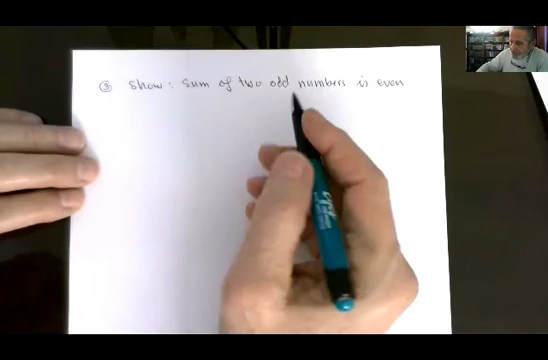 ③ Show: Sum of two odd numbers is even